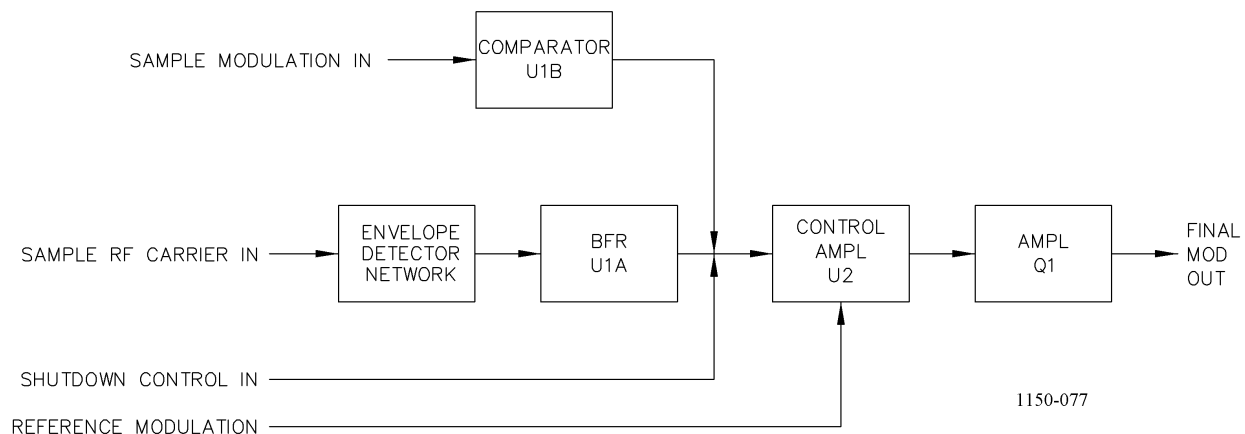 COMPARATOR
U1B
SAMPLE MODULATION IN
ENVELOPE
DETECTOR
NETWORK
BFR
U1A
CONTROL
AMPL
U2
AMPL
Q1
FINAL
MOD
OUT
SAMPLE RF CARRIER IN
SHUTDOWN CONTROL IN
1150-077
REFERENCE MODULATION